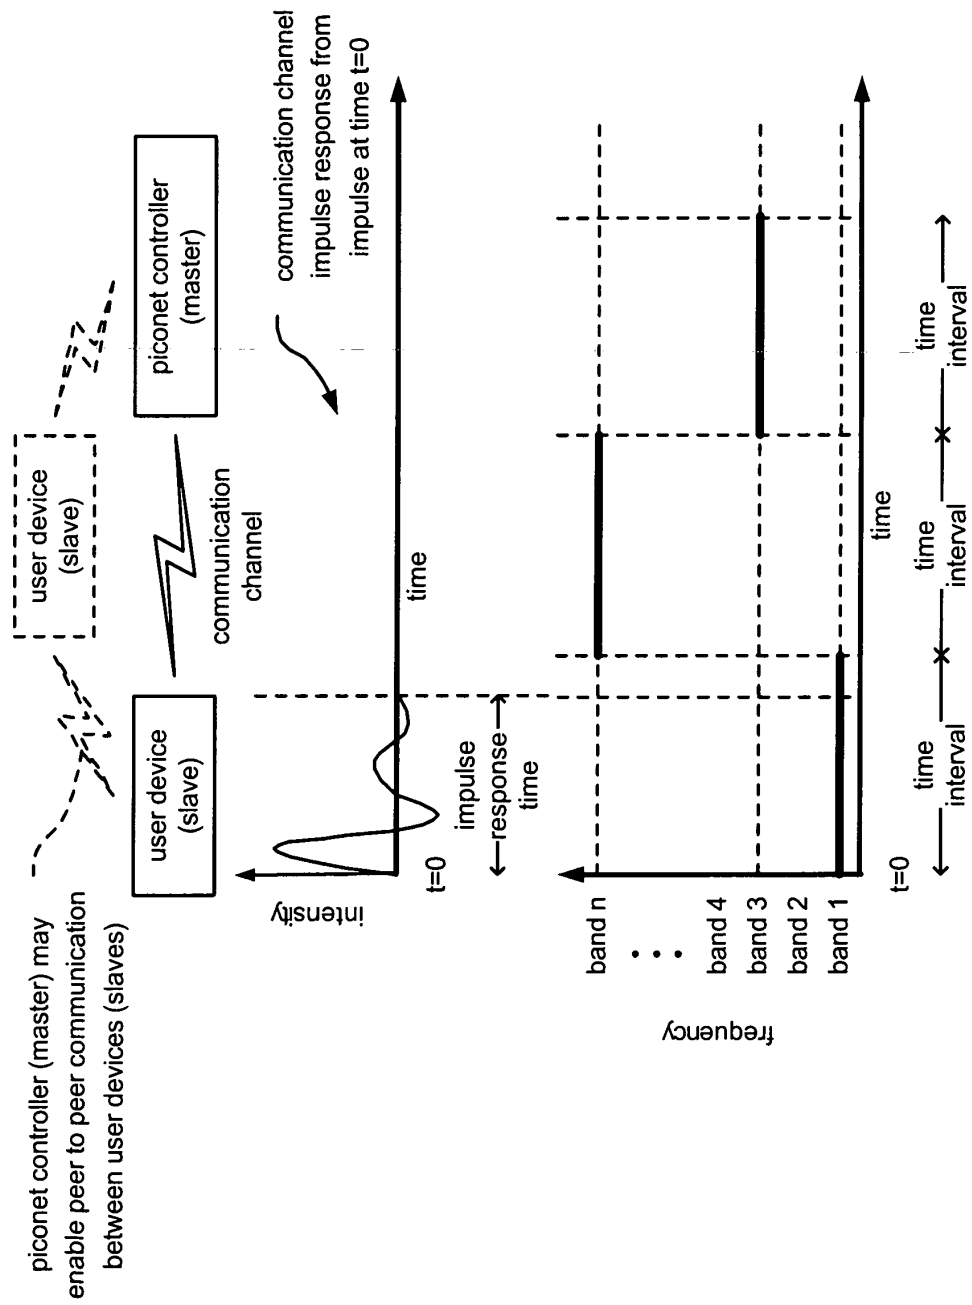 piconet controller (master) may
enable peer to peer communication
between user devices (slaves)
user device
(slave)
user device
(slave)
piconet controller
(master)
communication
channel
communication channel
impulse response from
impulse at time t=0
intensity
t=0
time
impulse
response
time
frequency
band n
band 4
band 3
band 2
band 1
t=0
time
time
interval
time
interval
time
interval